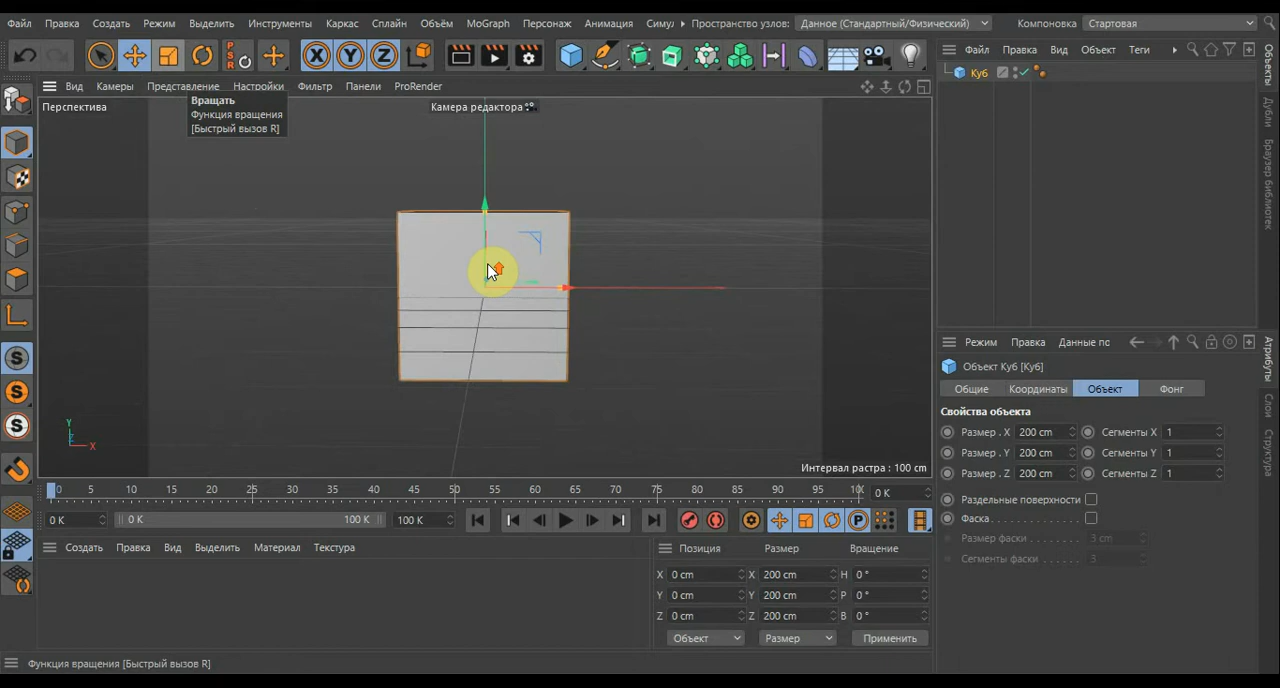 Файл Правка Создать Режим Выделить Инструменты Каркас Сплайн Объём MoGraph Персонаж Анимация Симу Пространство узлов: Данное (Стандартный/Физический) Компоновка Стартовая
PSR X Y Z
Файл Правка Вид Объект Теги
Куб
Вид Камеры Представление Настройки Фильтр Панели ProRender
Перспектива
Камера редактора
Вращать
Функция вращения
[Быстрый вызов R]
Y
Z
X
Интервал растра : 100 cm
Объекты
Дубли
Браузер библиотек
S
S
S
Режим Правка Данные по
Объект Куб [Куб]
Общие Координаты Объект Фонг
Свойства объекта
Размер . X 200 cm Сегменты X 1
Размер . Y 200 cm Сегменты Y 1
Размер . Z 200 cm Сегменты Z 1
Раздельные поверхности
Фаска
Размер фаски 3 cm
Сегменты фаски 3
Атрибуты
Слои
Структура
0 5 10 15 20 25 30 35 40 45 50 55 60 65 70 75 80 85 90 95 0 K
0 K 0 K 100 K 100 K P
Создать Правка Вид Выделить Материал Текстура
Позиция Размер Вращение
X 0 cm X 200 cm H 0 °
Y 0 cm Y 200 cm P 0 °
Z 0 cm Z 200 cm B 0 °
Объект Размер Применить
Функция вращения [Быстрый вызов R]